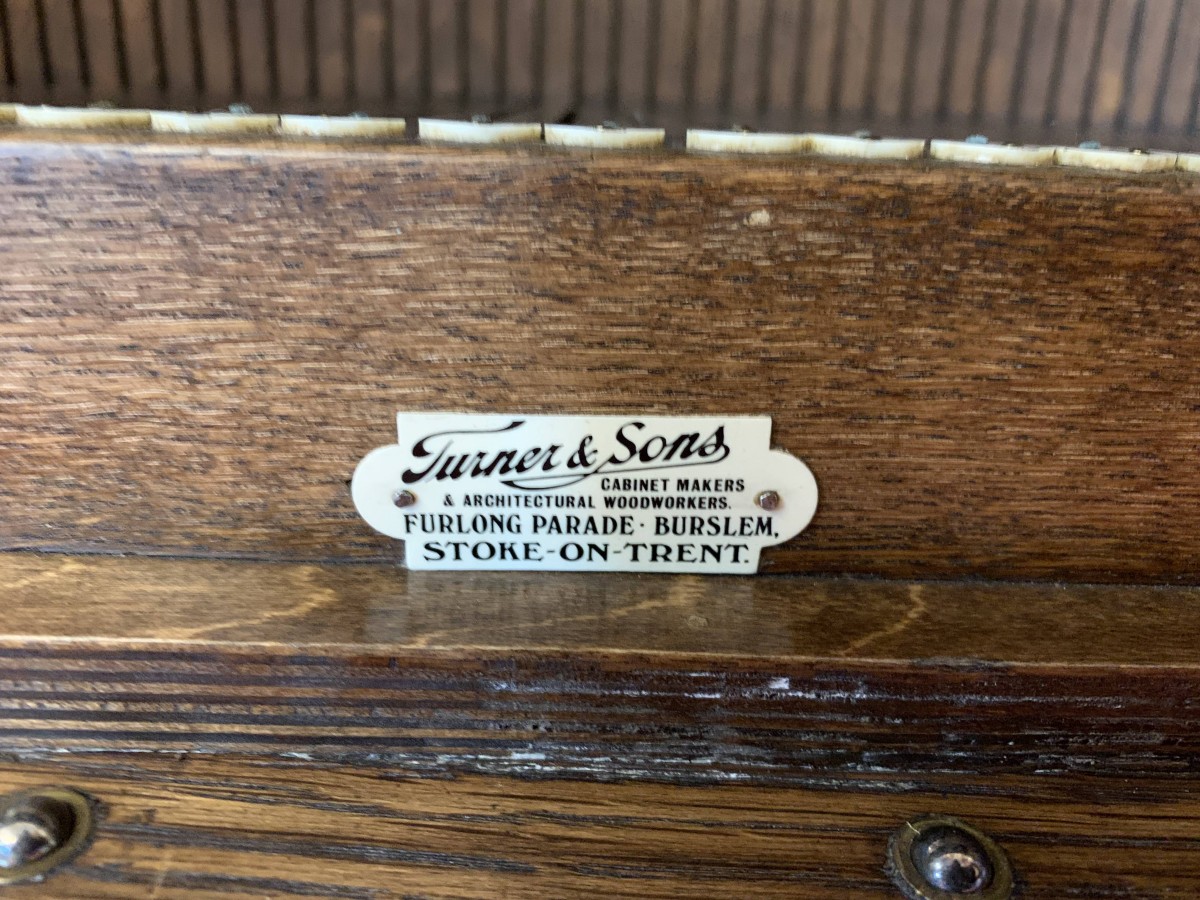 Turner & Sons
CABINET MAKERS
& ARCHITECTURAL WOODWORKERS.
FURLONG PARADE · BURSLEM,
STOKE-ON-TRENT.